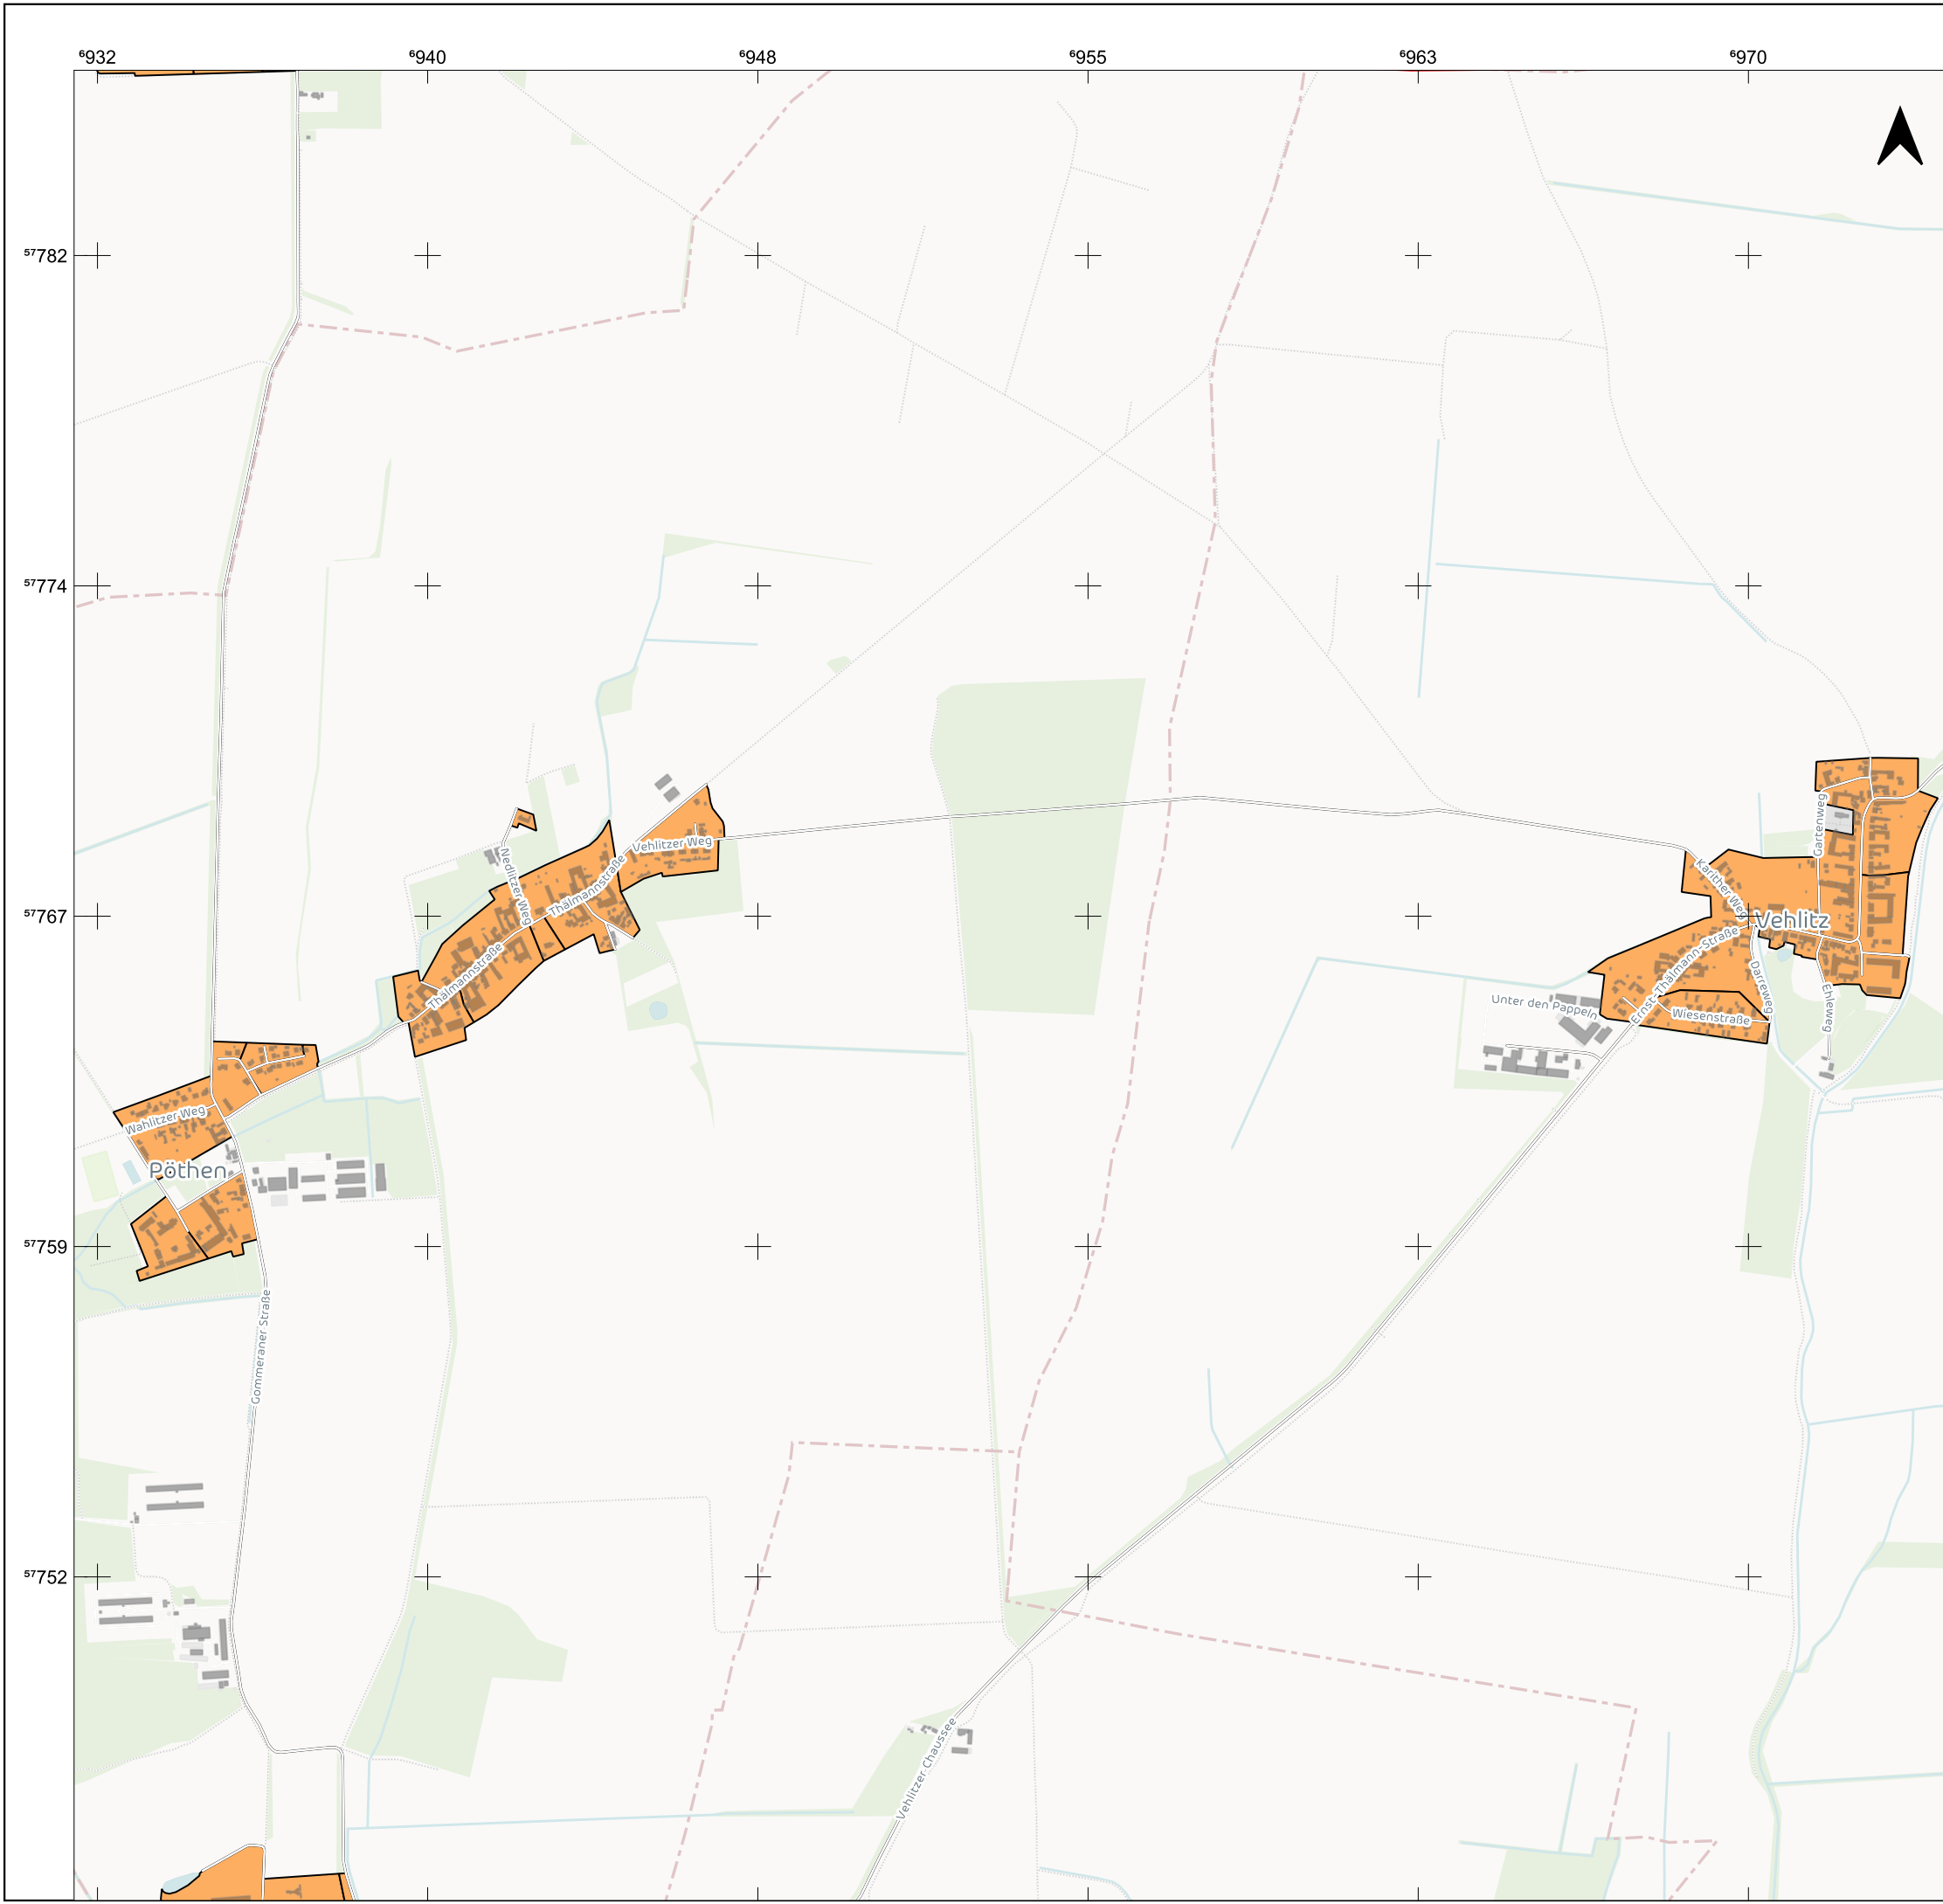 ⁶932 ⁶940 ⁶948 ⁶955 ⁶963 ⁶970
⁵⁷782
⁵⁷774
⁵⁷767
⁵⁷759
⁵⁷752
Gartenweg
Vehlitzer Weg
Nedlitzer Weg
Thälmannstraße
Karither Weg
Vehlitz
Thälmannstraße
Ernst-Thälmann-Straße
Darreweg
Unter den Pappeln
Ehleweg
Wiesenstraße
Wahlitzer Weg
Pöthen
Gommeraner Straße
Vehlitzer Chaussee